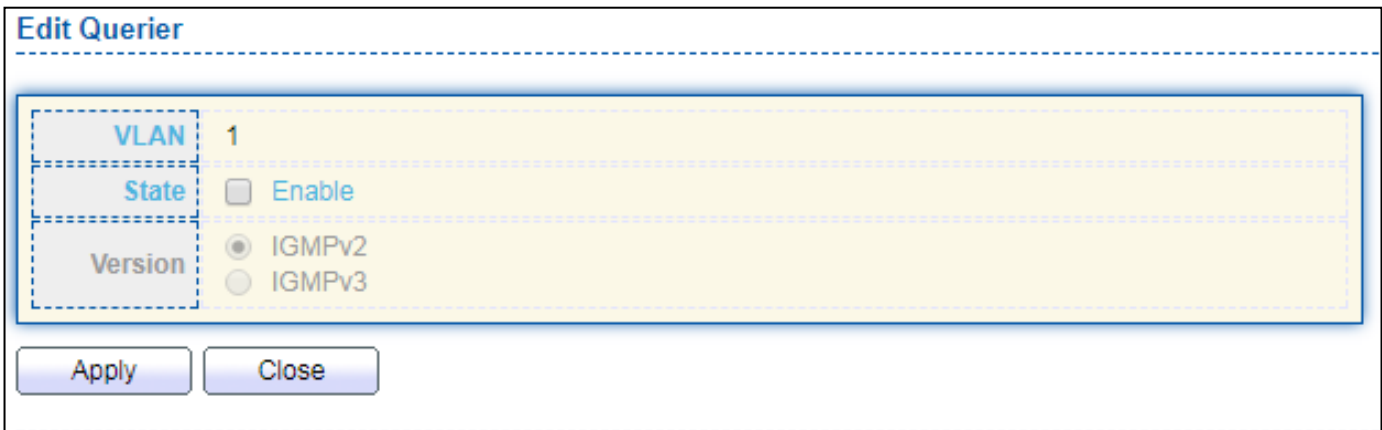 Edit Querier
VLAN 1
State Enable
Version IGMPv2
IGMPv3
Apply Close